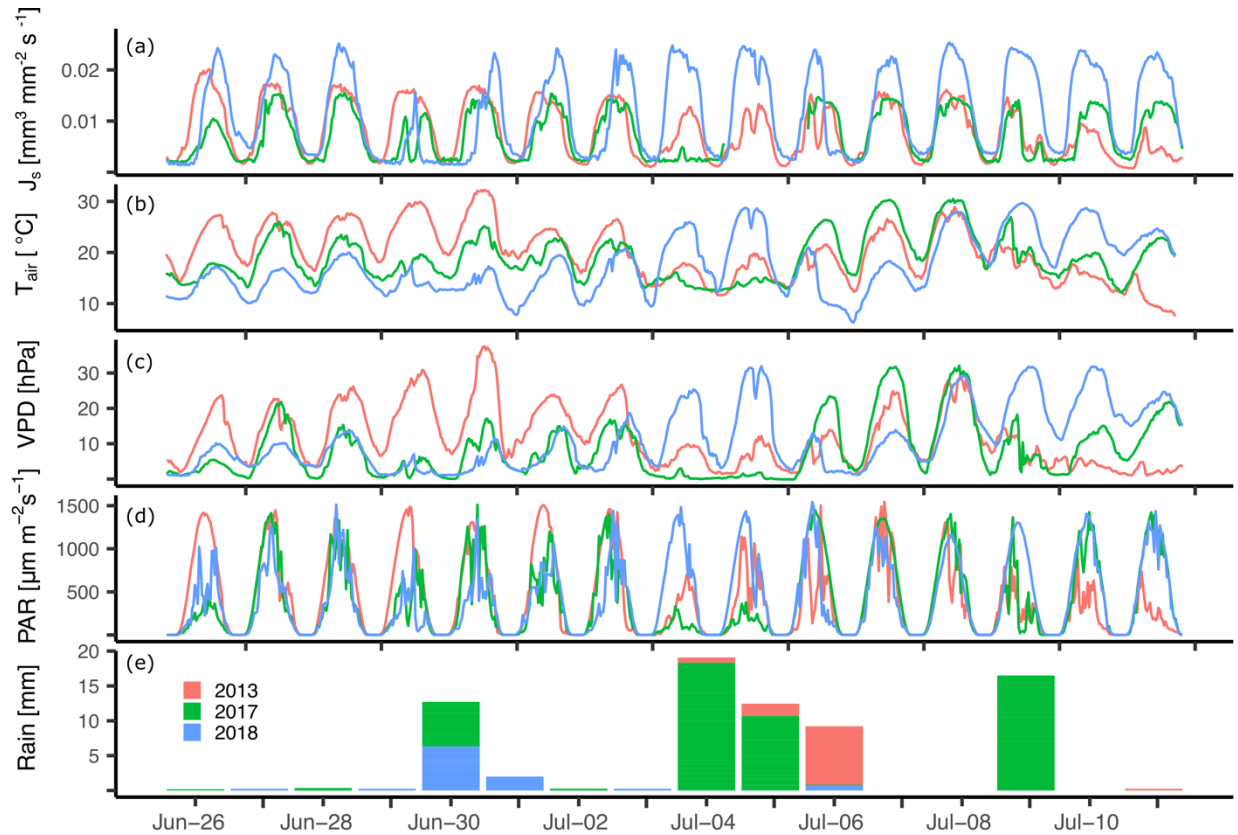 (a)
J_s [mm³ mm⁻² s⁻¹]
0.02
0.01
(b)
T_air [ °C]
30
20
10
(c)
VPD [hPa]
30
20
10
(d)
PAR [µm m⁻²s⁻¹]
1500
1000
500
(e)
Rain [mm]
20
15
10
5
2013
2017
2018
Jun−26 Jun−28 Jun−30 Jul−02 Jul−04 Jul−06 Jul−08 Jul−10